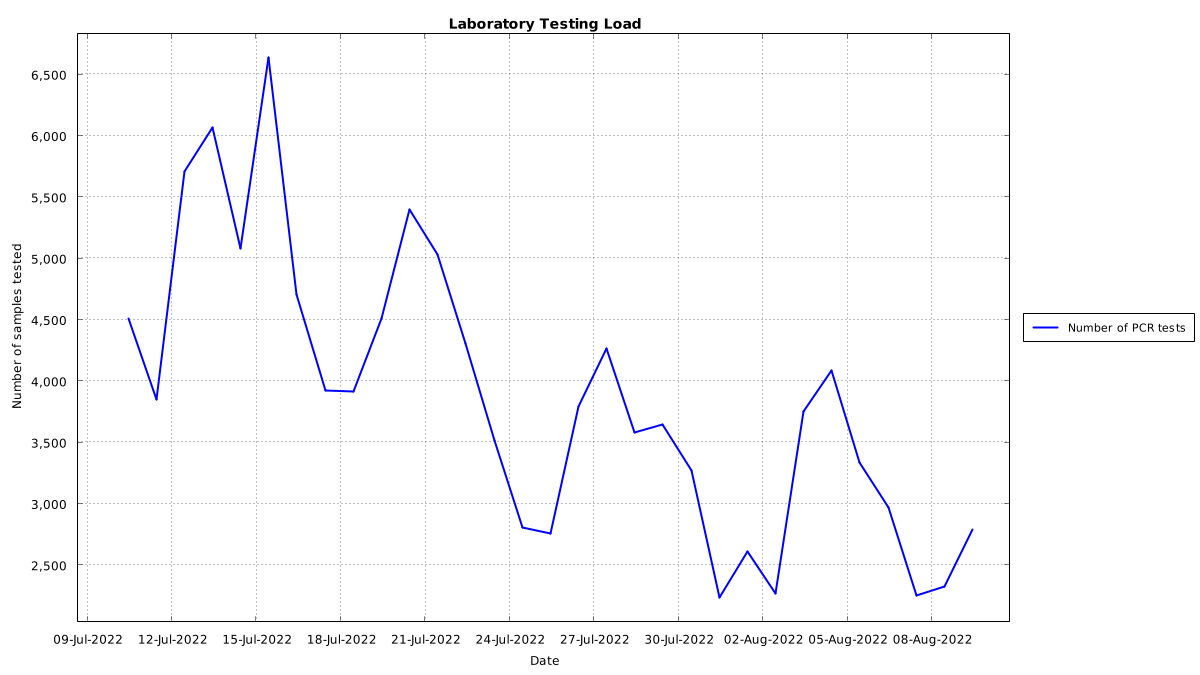 Laboratory Testing Load
6,500
6,000
5,500
5,000
4,500
4,000
3,500
3,000
2,500
Number of samples tested
09-Jul-2022 12-Jul-2022 15-Jul-2022 18-Jul-2022 21-Jul-2022 24-Jul-2022 27-Jul-2022 30-Jul-2022 02-Aug-2022 05-Aug-2022 08-Aug-2022
Date
Number of PCR tests